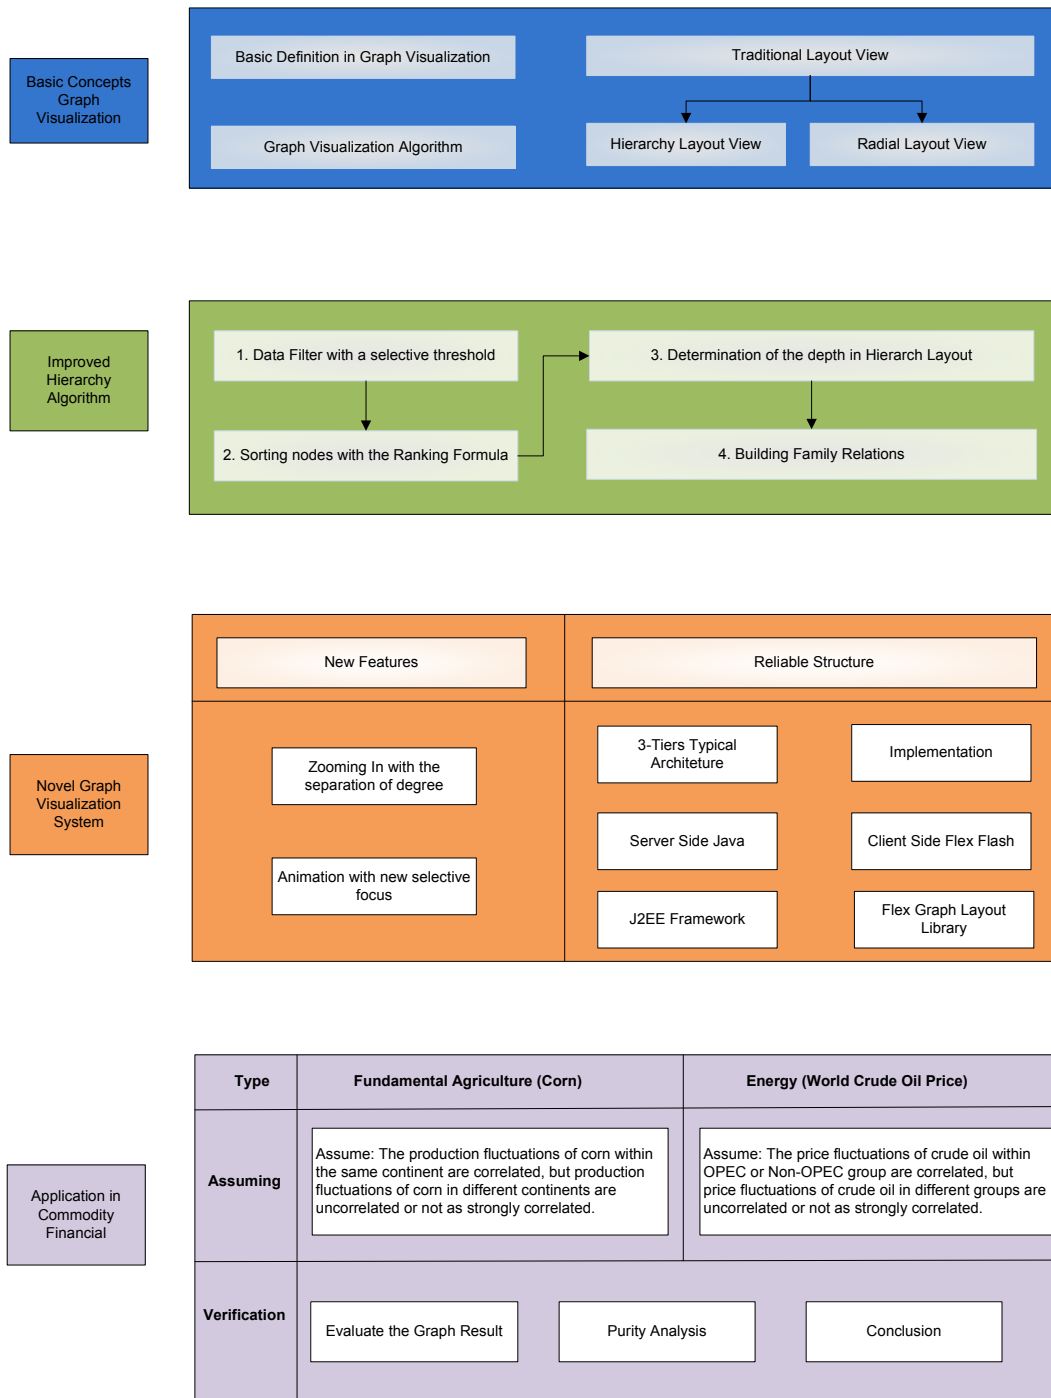 Basic Concepts
Graph
Visualization
Basic Definition in Graph Visualization
Traditional Layout View
Graph Visualization Algorithm
Hierarchy Layout View
Radial Layout View
Improved
Hierarchy
Algorithm
1. Data Filter with a selective threshold
3. Determination of the depth in Hierarch Layout
2. Sorting nodes with the Ranking Formula
4. Building Family Relations
Novel Graph
Visualization
System
New Features
Reliable Structure
Zooming In with the
separation of degree
Animation with new selective
focus
3-Tiers Typical
Architeture
Implementation
Server Side Java
Client Side Flex Flash
J2EE Framework
Flex Graph Layout
Library
Application in
Commodity
Financial
Type
Fundamental Agriculture (Corn)
Energy (World Crude Oil Price)
Assuming
Assume: The production fluctuations of corn within
the same continent are correlated, but production
fluctuations of corn in different continents are
uncorrelated or not as strongly correlated.
Assume: The price fluctuations of crude oil within
OPEC or Non-OPEC group are correlated, but
price fluctuations of crude oil in different groups are
uncorrelated or not as strongly correlated.
Verification
Evaluate the Graph Result
Purity Analysis
Conclusion